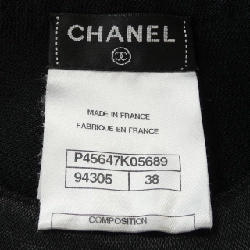 CHANEL
MADE IN FRANCE
FABRIQUE EN FRANCE
P45647K05689
94305 38
COMPOSITION